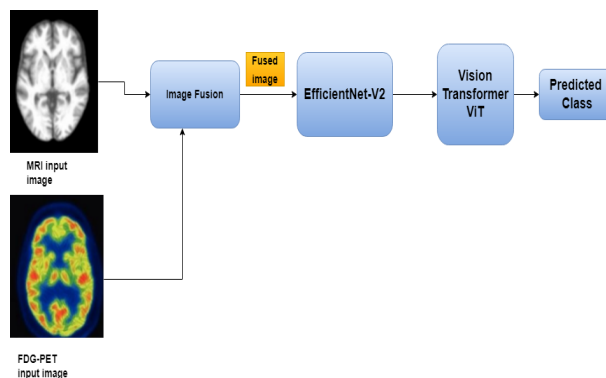 Fused
image
Image Fusion
EfficientNet-V2
Vision
Transformer
ViT
Predicted
Class
MRI input
image
FDG-PET
input image